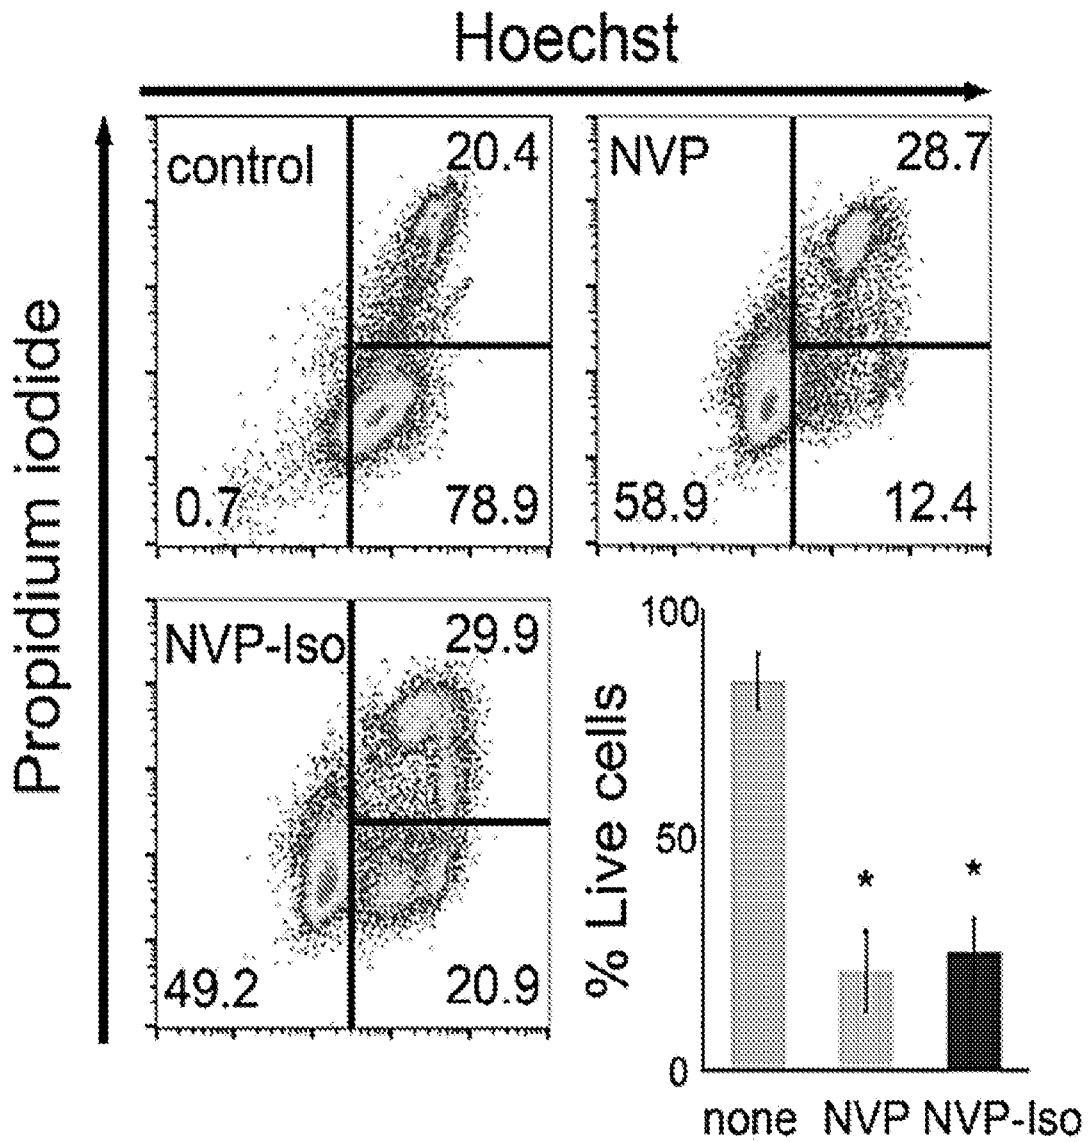 Hoechst
Propidium iodide
control
20.4
0.7
78.9
NVP
28.7
58.9
12.4
NVP-Iso
29.9
49.2
20.9
% Live cells
100
50
0
*
*
none NVP NVP-Iso